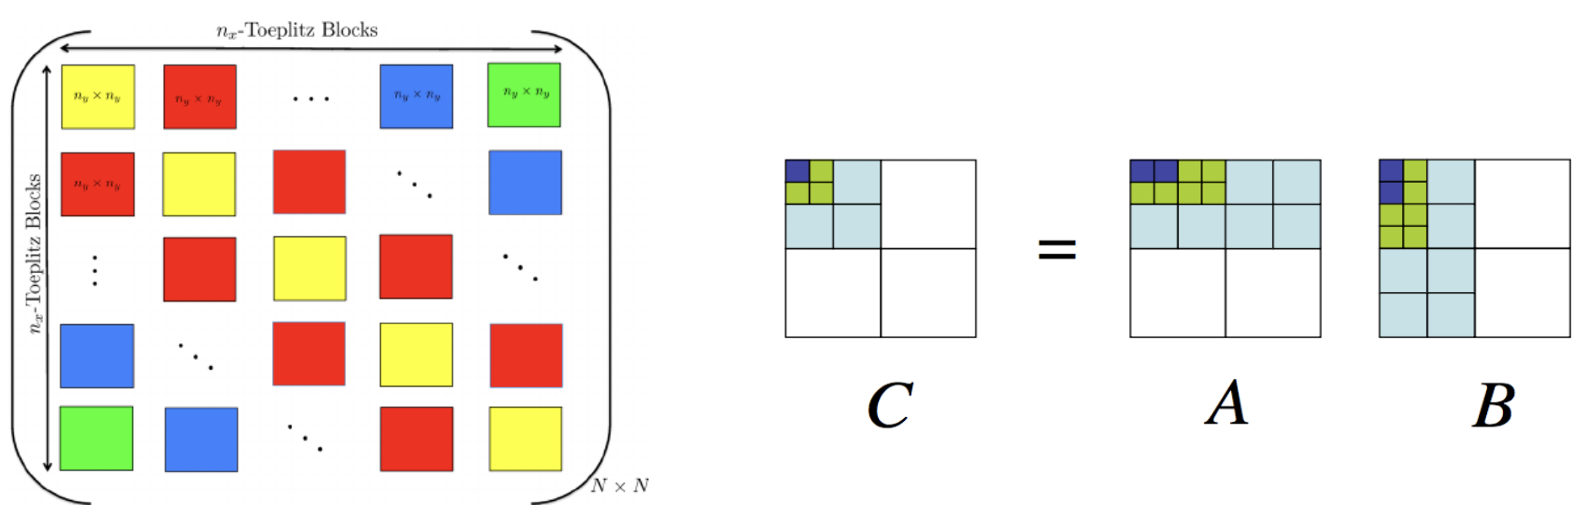 n_x-Toeplitz Blocks
n_y × n_y n_y × n_y ... n_y × n_y n_y × n_y
n_y × n_y
n_x-Toeplitz Blocks
N × N
=
C A B